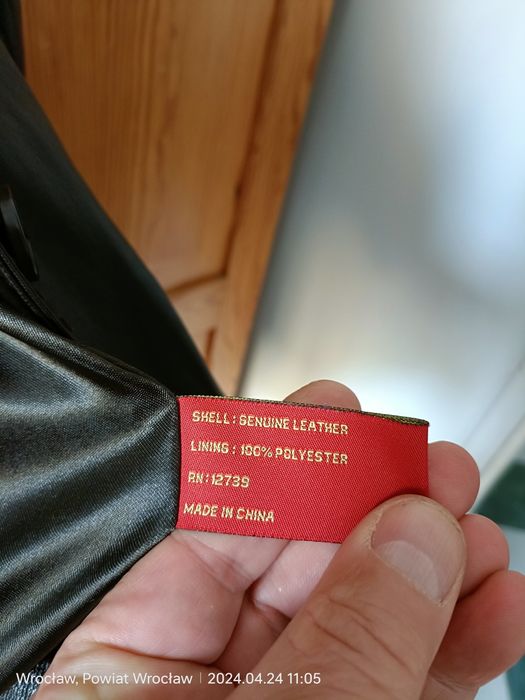 SHELL : GENUINE LEATHER
LINING : 100% POLYESTER
RN : 12739
MADE IN CHINA
Wrocław, Powiat Wrocław | 2024.04.24 11:05